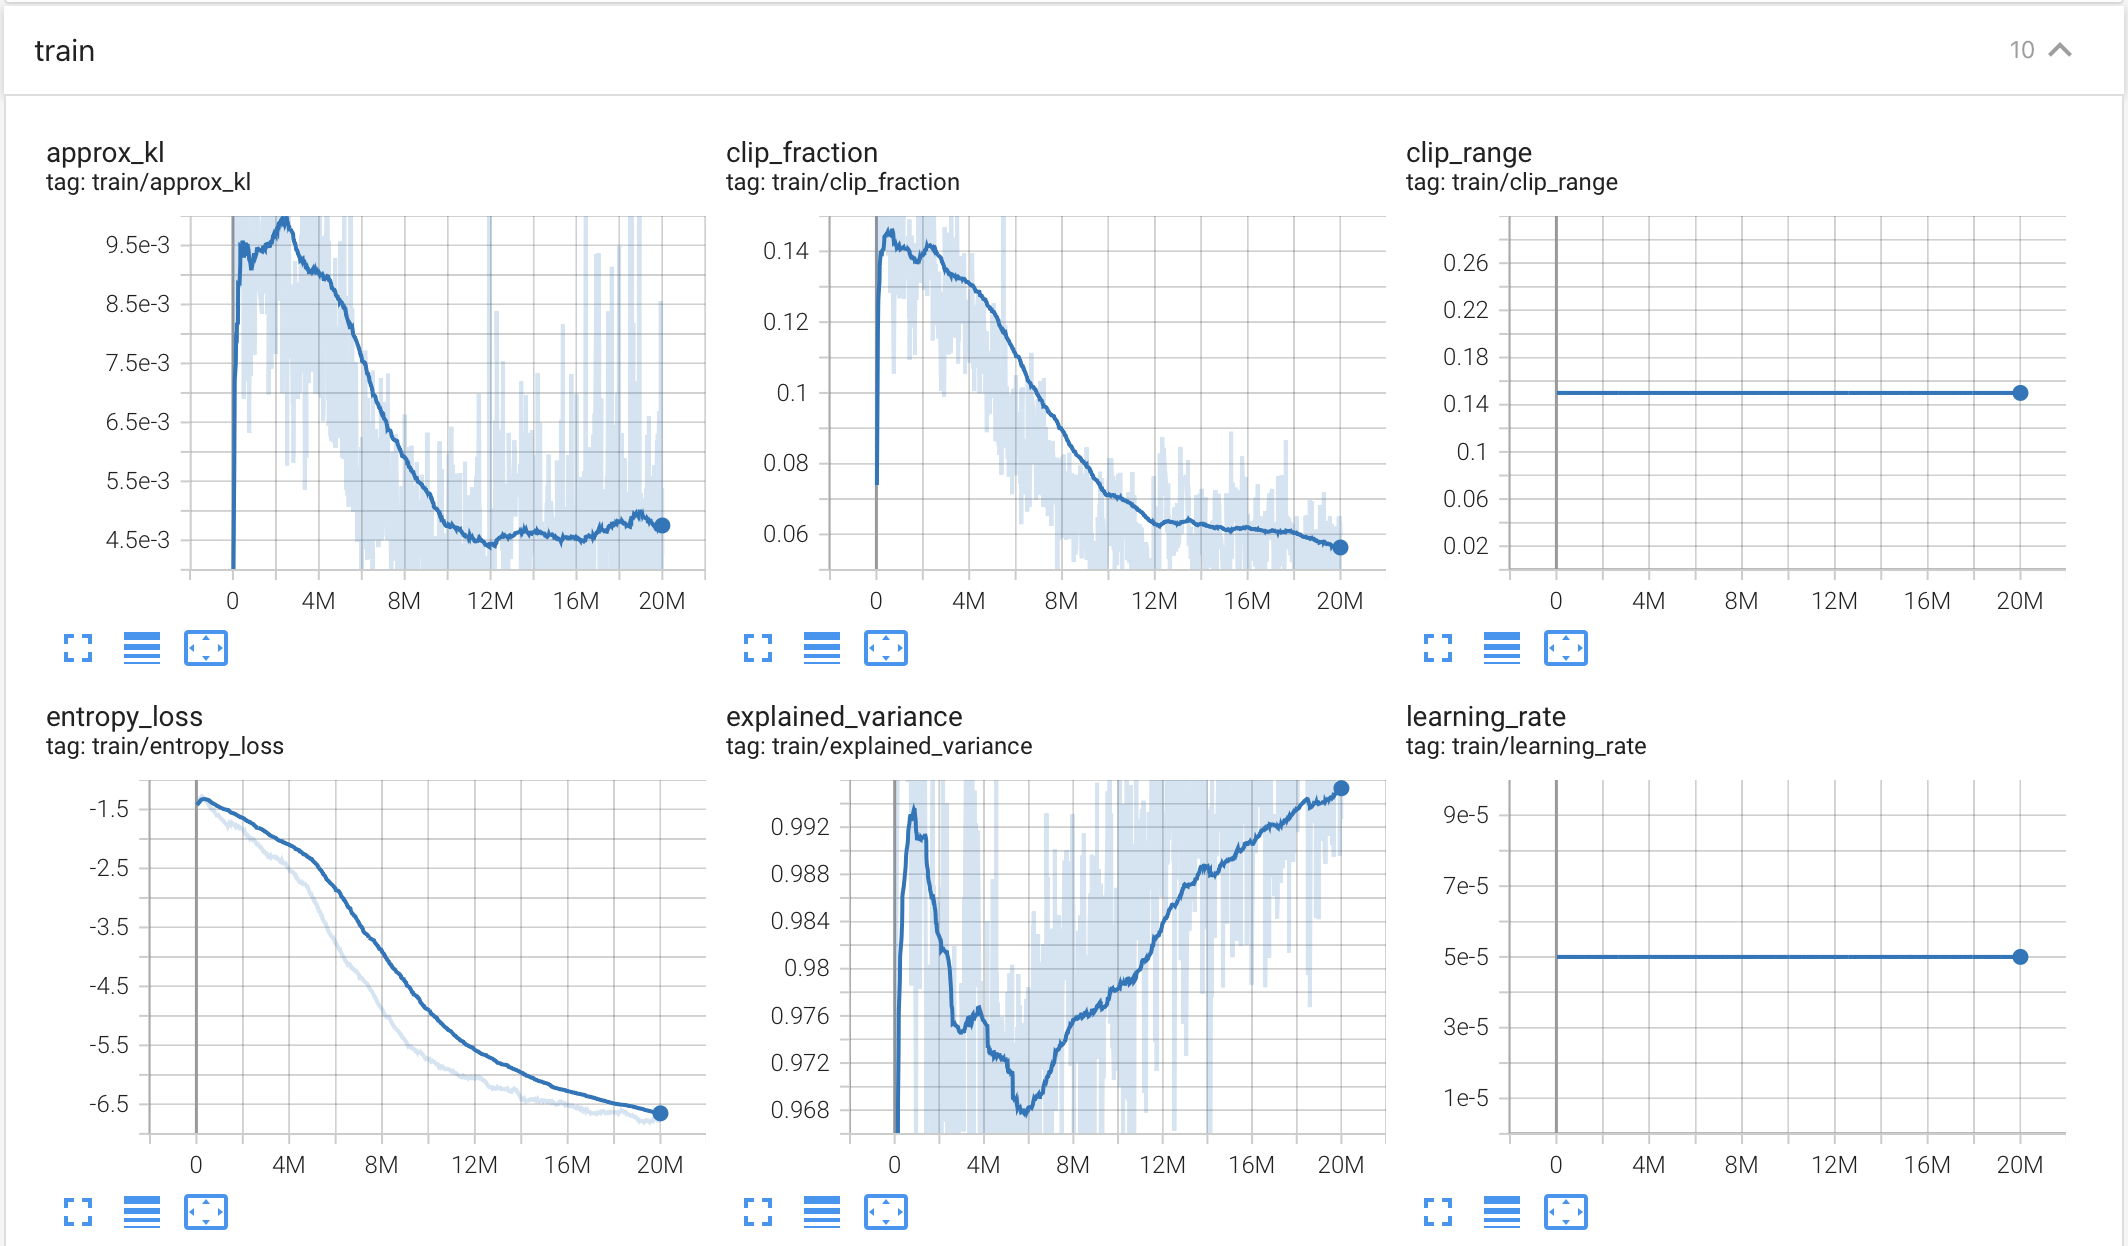 train
10
approx_kl
tag: train/approx_kl
9.5e-3
8.5e-3
7.5e-3
6.5e-3
5.5e-3
4.5e-3
0 4M 8M 12M 16M 20M
clip_fraction
tag: train/clip_fraction
0.14
0.12
0.1
0.08
0.06
0 4M 8M 12M 16M 20M
clip_range
tag: train/clip_range
0.26
0.22
0.18
0.14
0.1
0.06
0.02
0 4M 8M 12M 16M 20M
entropy_loss
tag: train/entropy_loss
-1.5
-2.5
-3.5
-4.5
-5.5
-6.5
0 4M 8M 12M 16M 20M
explained_variance
tag: train/explained_variance
0.992
0.988
0.984
0.98
0.976
0.972
0.968
0 4M 8M 12M 16M 20M
learning_rate
tag: train/learning_rate
9e-5
7e-5
5e-5
3e-5
1e-5
0 4M 8M 12M 16M 20M